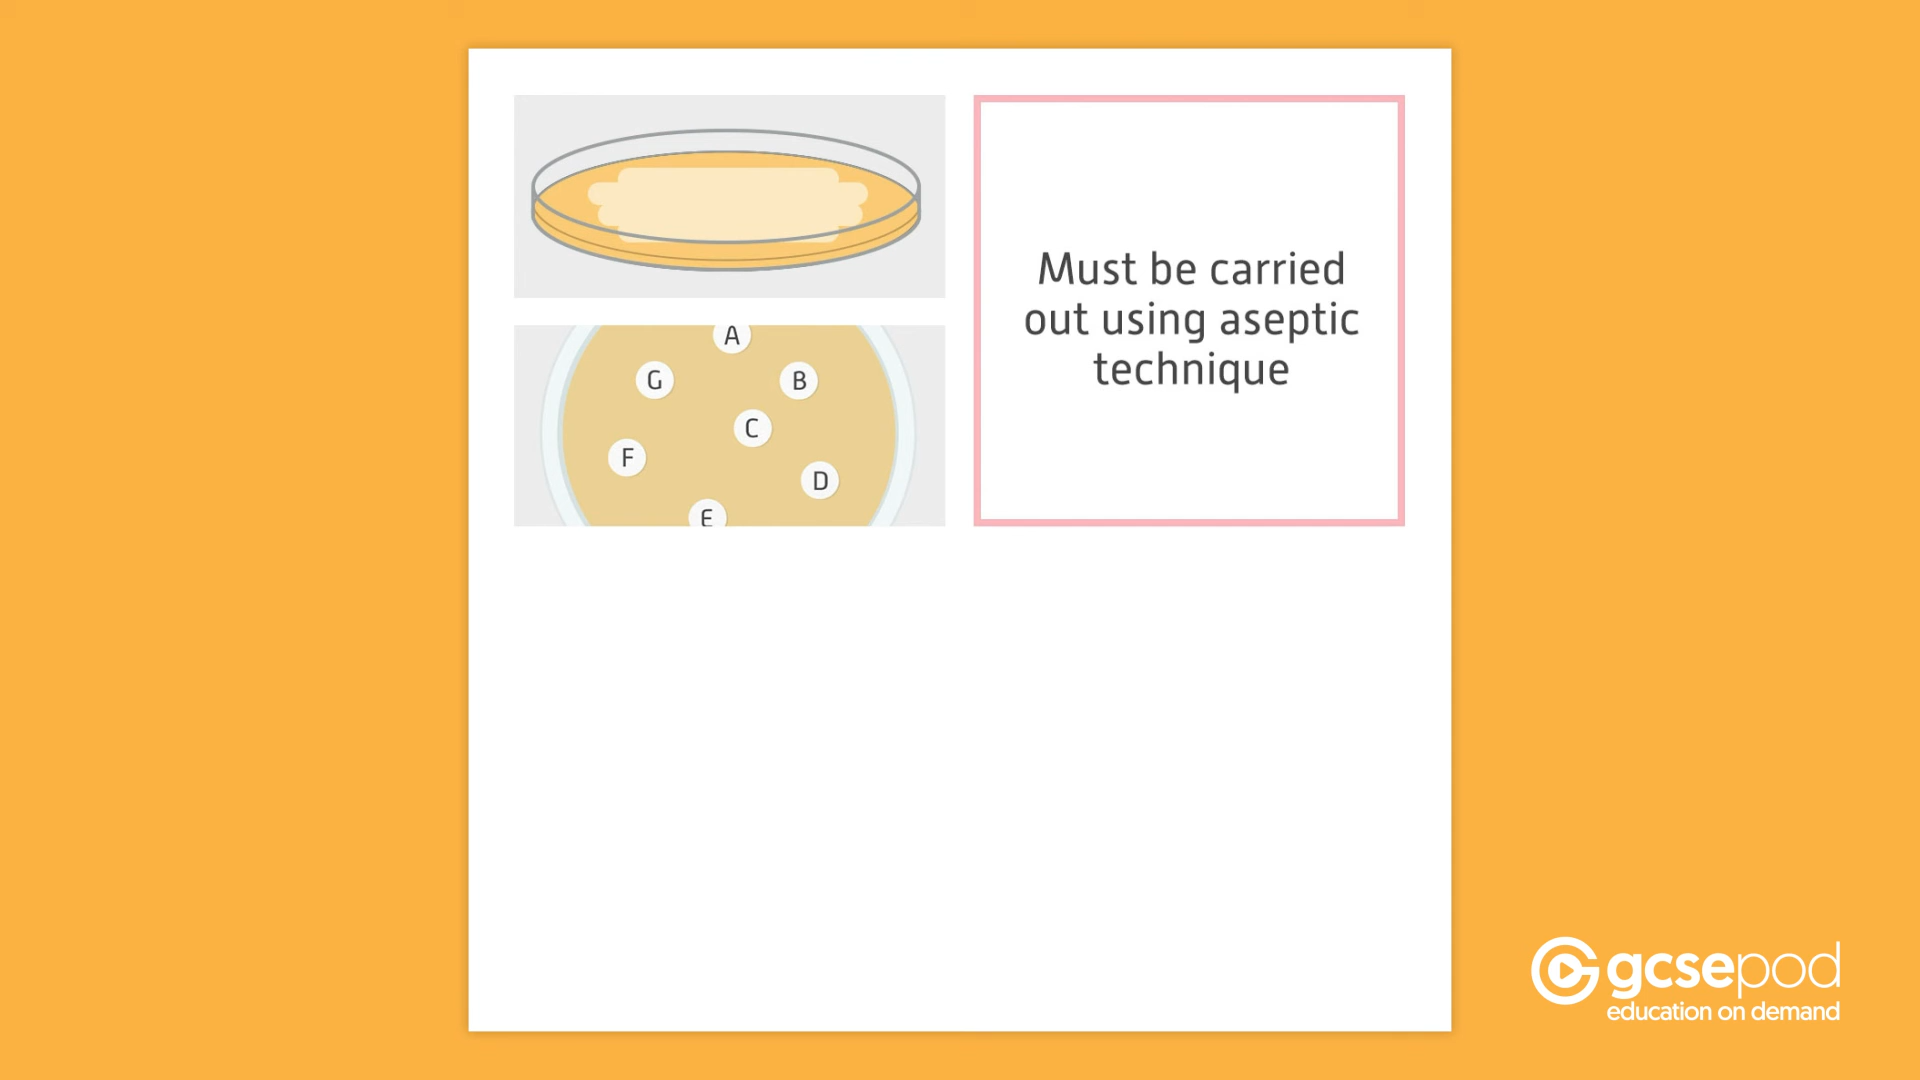 A
G
B
C
F
D
E
Must be carried
out using aseptic
technique
gcsepod
education on demand